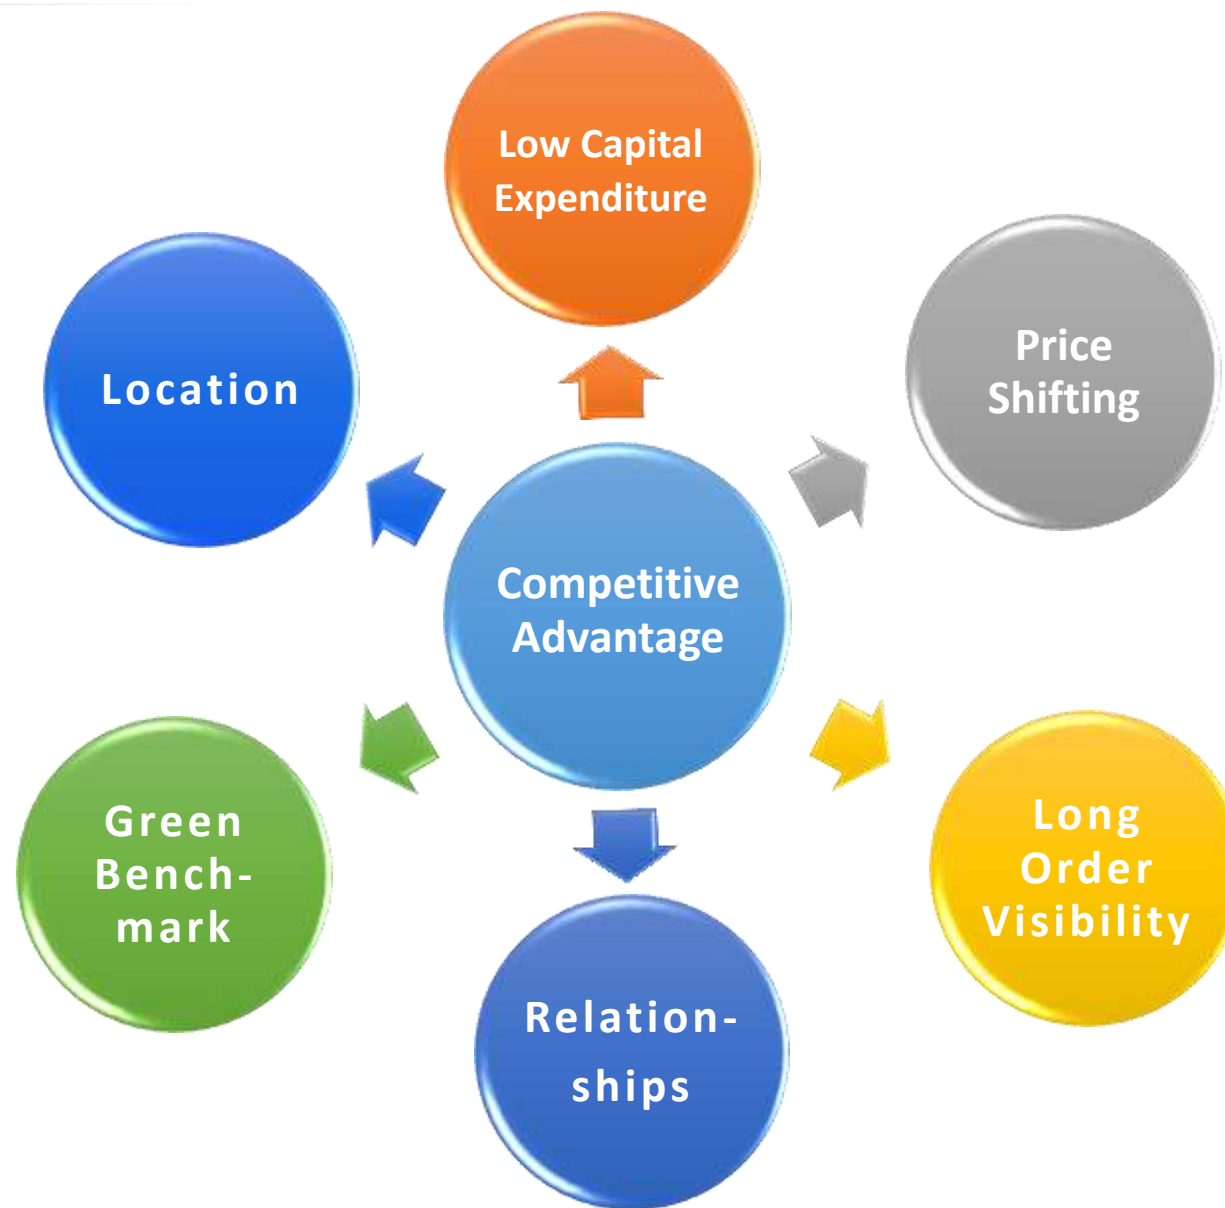 Low Capital
Expenditure
Price
Shifting
Location
Competitive
Advantage
Green
Bench-
mark
Long
Order
Visibility
Relation-
ships